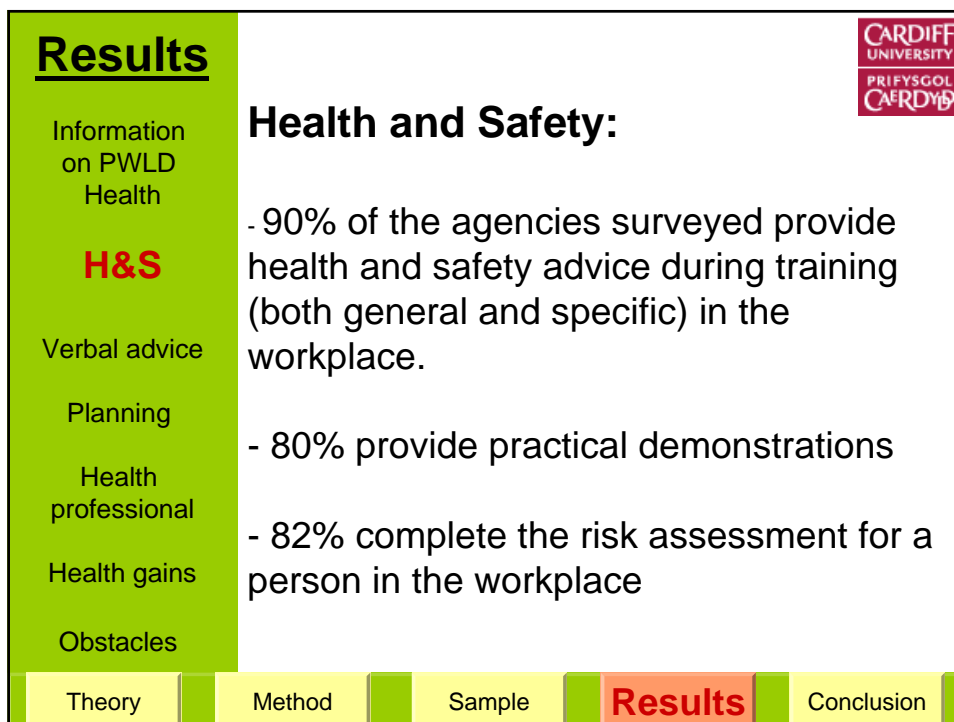 Results
Information
on PWLD
Health
H&S
Verbal advice
Planning
Health
professional
Health gains
Obstacles
CARDIFF
UNIVERSITY
PRIFYSGOL
CAERDYDD
Health and Safety:
- 90% of the agencies surveyed provide
health and safety advice during training
(both general and specific) in the
workplace.
- 80% provide practical demonstrations
- 82% complete the risk assessment for a
person in the workplace
Theory
Method
Sample
Results
Conclusion